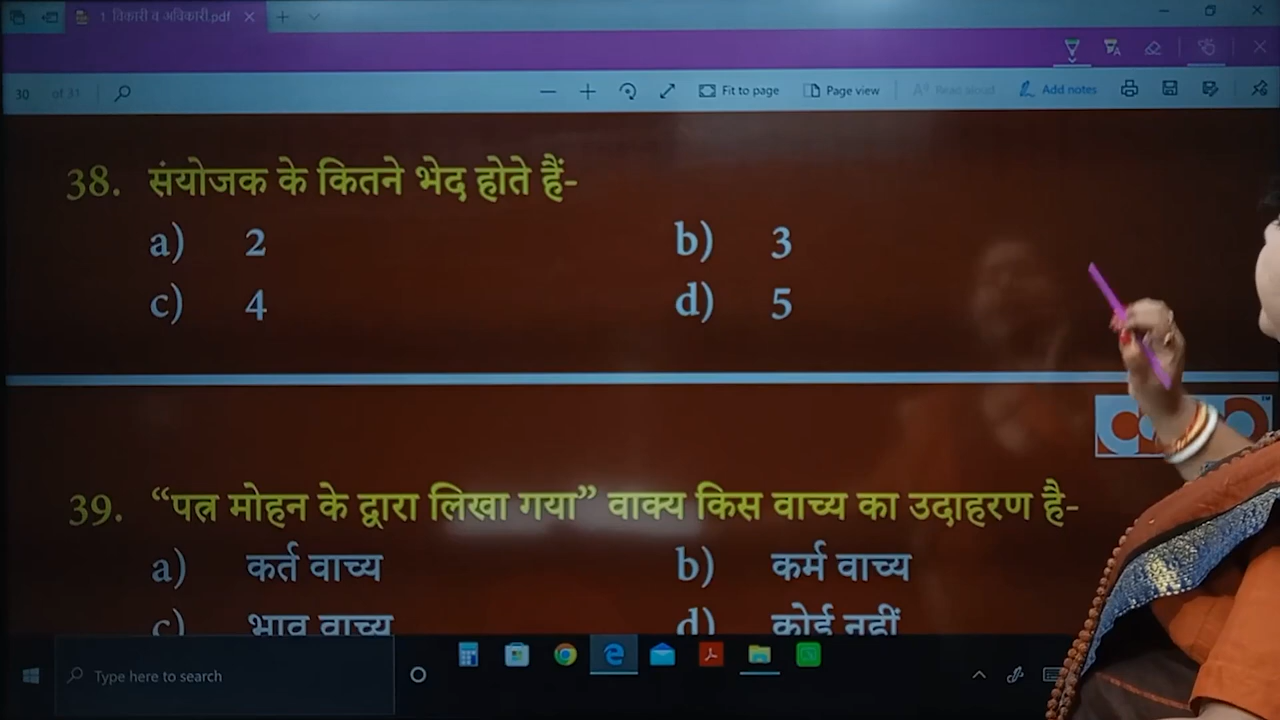 1 विकारी व अविकारी.pdf
30 of 31
Fit to page
Page view
Read aloud
Add notes
38. संयोजक के कितने भेद होते हैं-
a) 2
b) 3
c) 4
d) 5
TM
39. “पत्र मोहन के द्वारा लिखा गया” वाक्य किस वाच्य का उदाहरण है-
a) कर्त वाच्य
b) कर्म वाच्य
c) भाव वाच्य
d) कोई नहीं
Type here to search